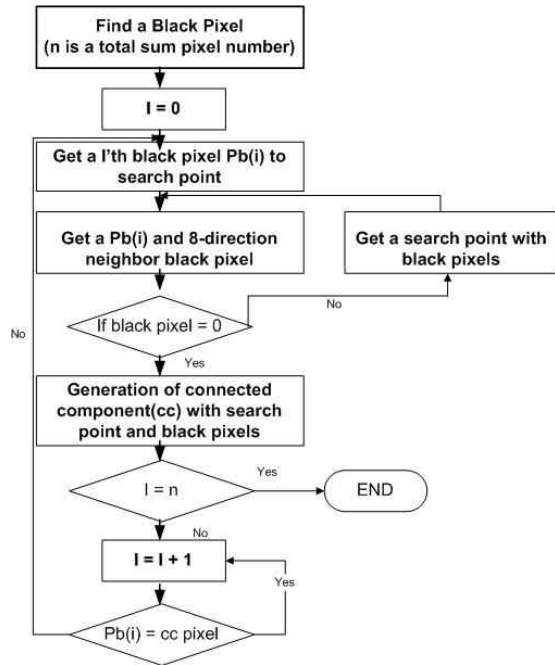 Find a Black Pixel
(n is a total sum pixel number)
I = 0
Get a I'th black pixel Pb(i) to
search point
Get a Pb(i) and 8-direction
neighbor black pixel
Get a search point with
black pixels
If black pixel = 0
No
No
Yes
Generation of connected
component(cc) with search
point and black pixels
I = n
Yes
END
No
I = I + 1
Yes
Pb(i) = cc pixel